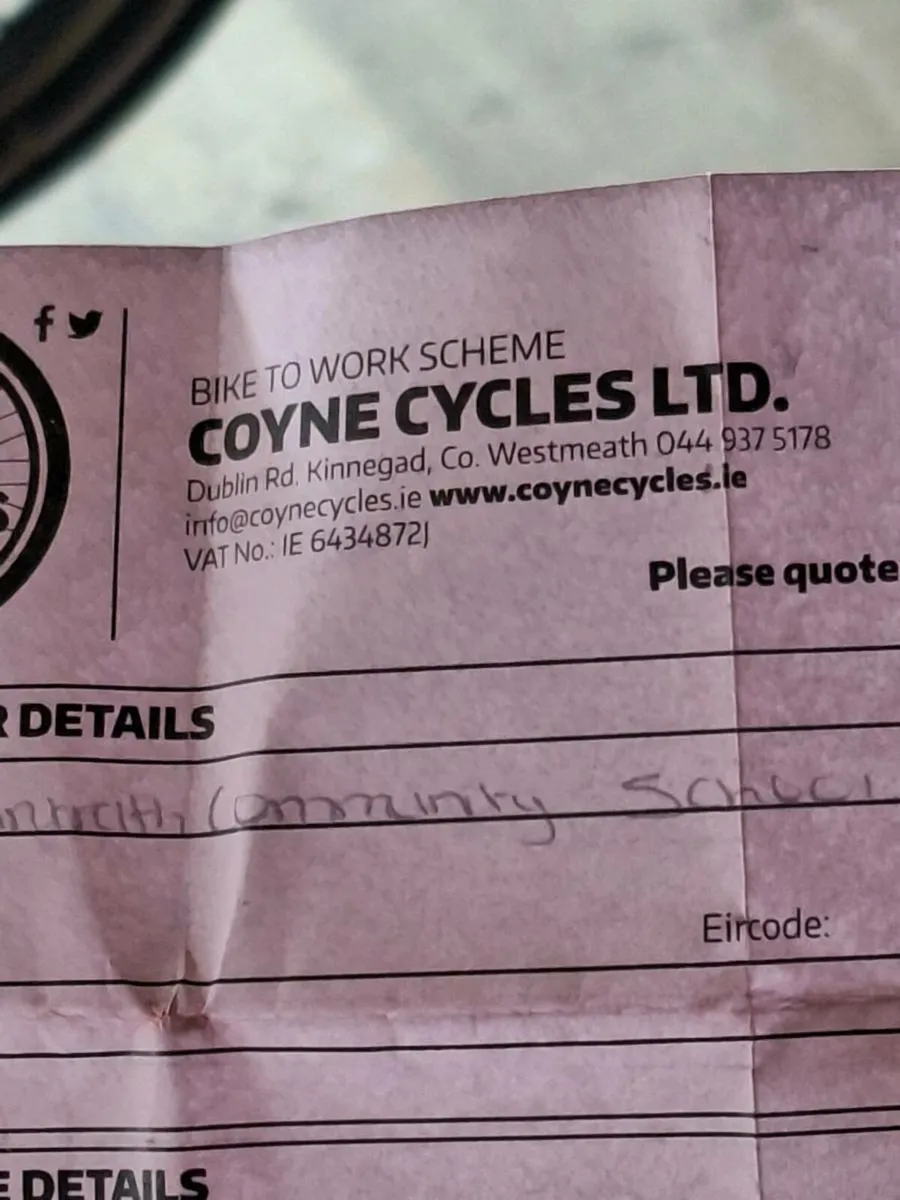 f
BIKE TO WORK SCHEME
COYNE CYCLES LTD.
Dublin Rd. Kinnegad, Co. Westmeath 044 937 5178
info@coynecycles.ie www.coynecycles.ie
VAT No.: IE 6434872J
Please quote
R DETAILS
Community School
Eircode:
E DETAILS